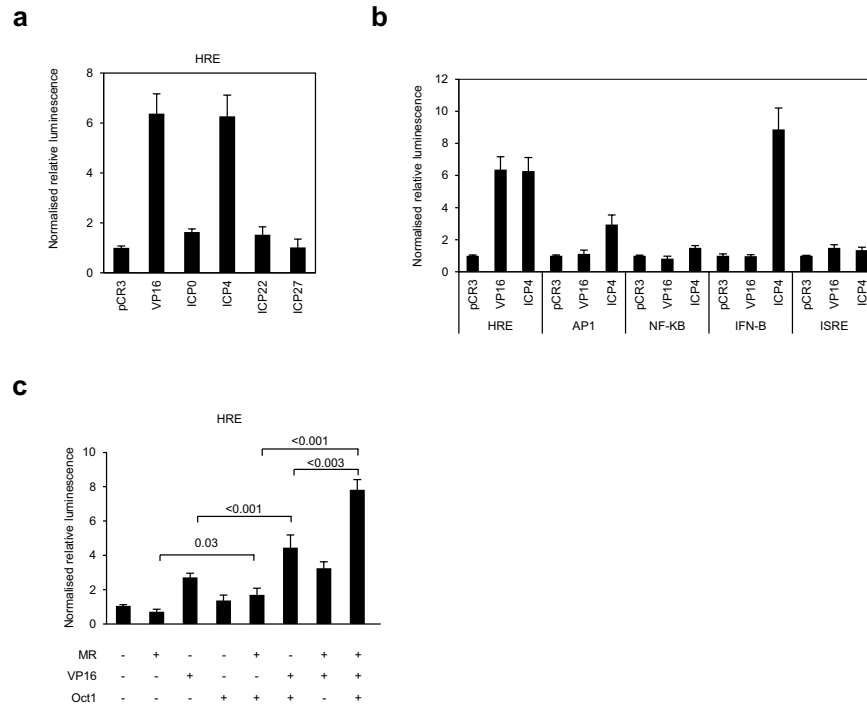 a
HRE
Normalised relative luminescence
8
6
4
2
0
pCR3
VP16
ICP0
ICP4
ICP22
ICP27
b
Normalised relative luminescence
12
10
8
6
4
2
0
pCR3
VP16
ICP4
pCR3
VP16
ICP4
pCR3
VP16
ICP4
pCR3
VP16
ICP4
pCR3
VP16
ICP4
HRE AP1 NF-KB IFN-B ISRE
c
HRE
Normalised relative luminescence
10
8
6
4
2
0
<0.001
<0.003
<0.001
0.03
MR - + - - + - + +
VP16 - - + - - + + +
Oct1 - - - + + + - +